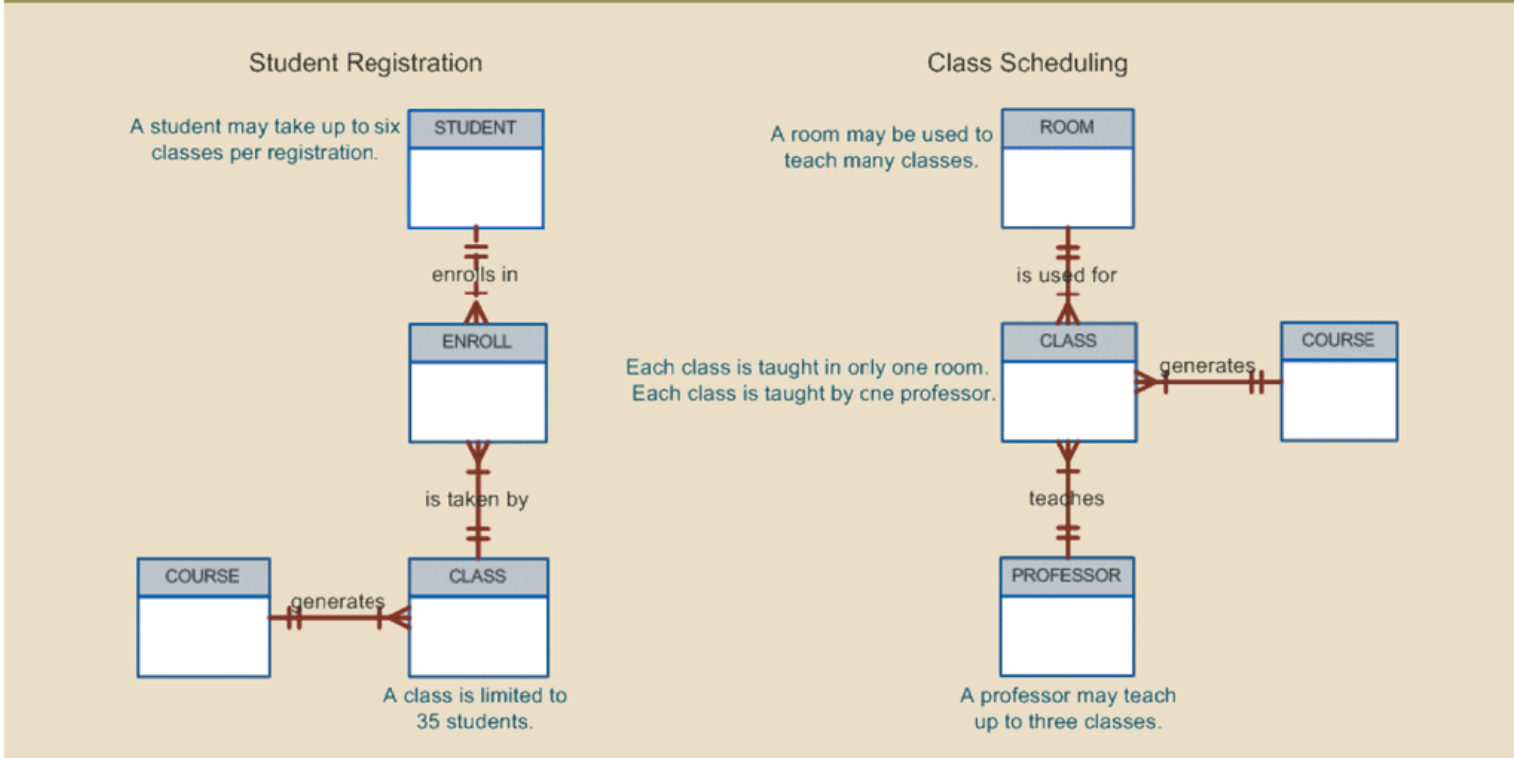 Student Registration
A student may take up to six
classes per registration.
STUDENT
enrolls in
ENROLL
is taken by
COURSE
generates
CLASS
A class is limited to
35 students.
Class Scheduling
A room may be used to
teach many classes.
ROOM
is used for
Each class is taught in only one room.
Each class is taught by one professor.
CLASS
generates
COURSE
teaches
PROFESSOR
A professor may teach
up to three classes.